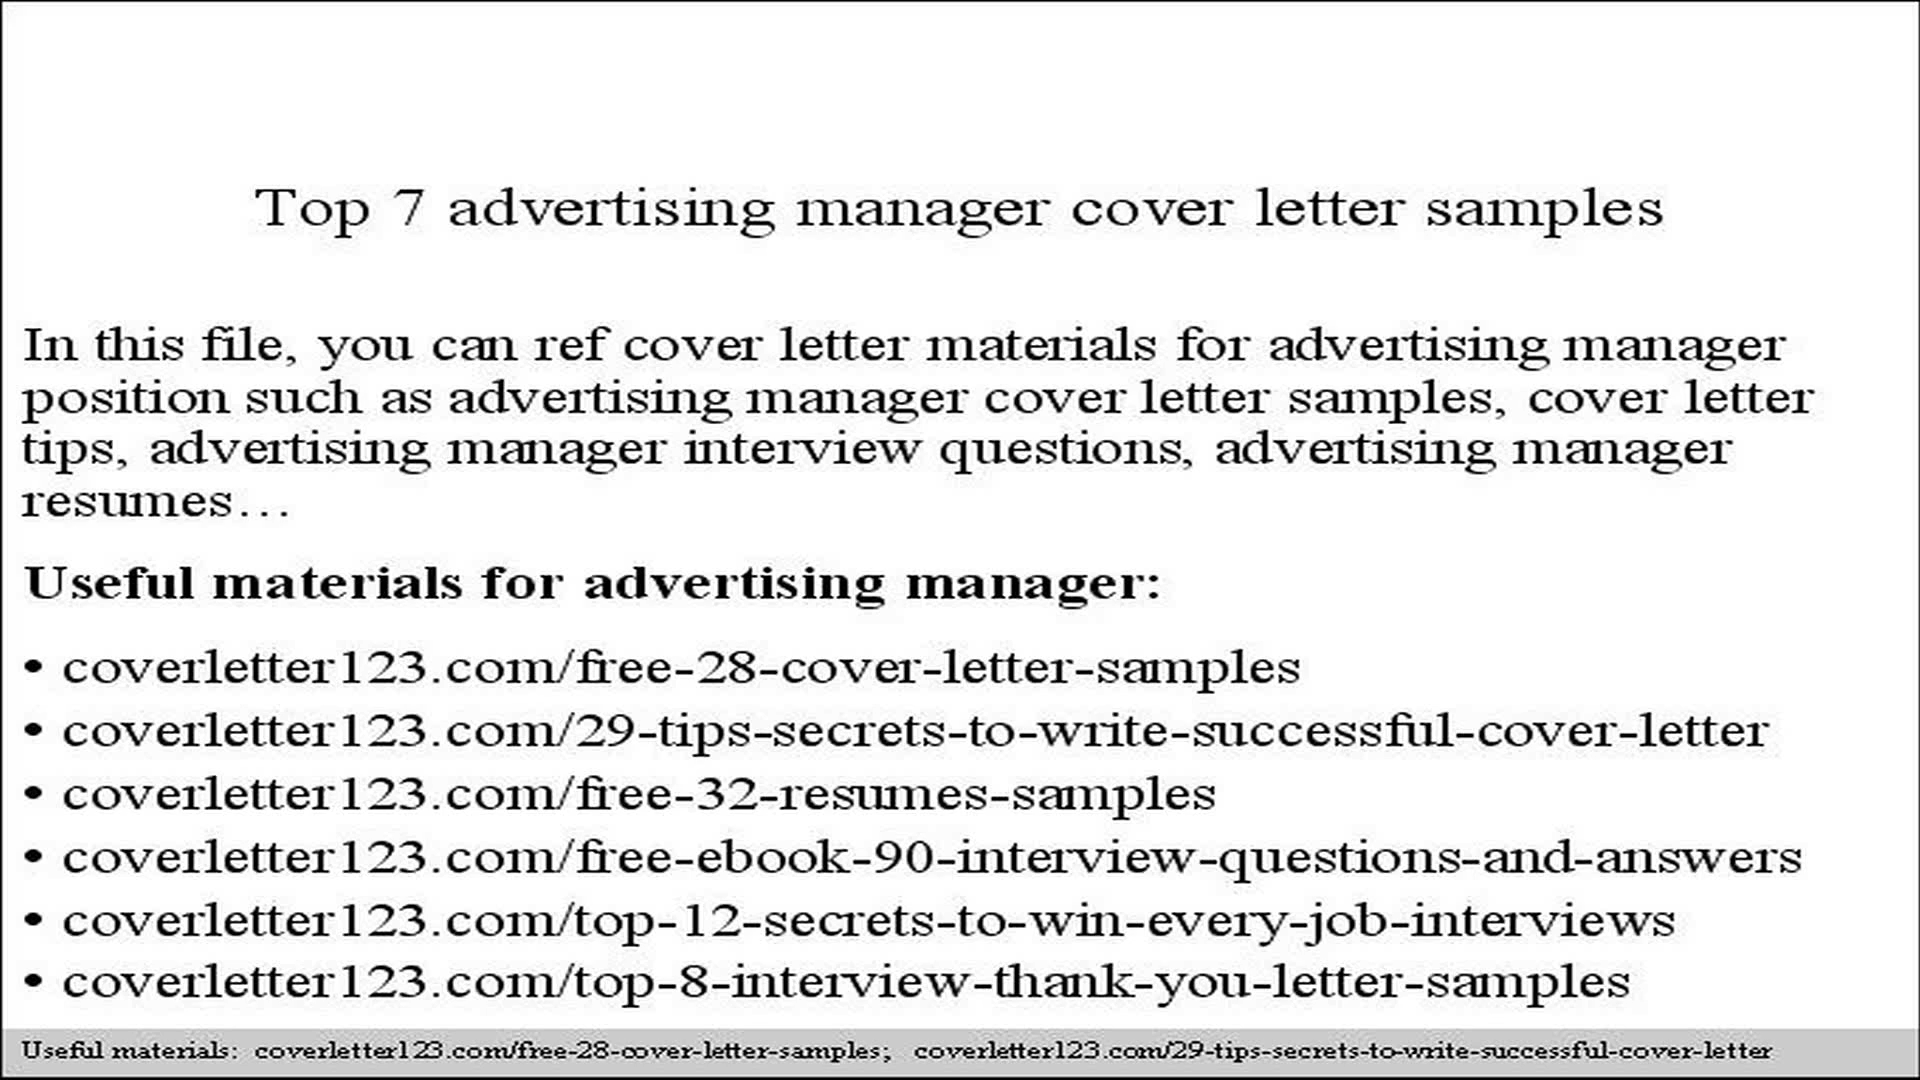 Top 7 advertising manager cover letter samples
In this file, you can ref cover letter materials for advertising manager
position such as advertising manager cover letter samples, cover letter
tips, advertising manager interview questions, advertising manager
resumes…
Useful materials for advertising manager:
• coverletter123.com/free-28-cover-letter-samples
• coverletter123.com/29-tips-secrets-to-write-successful-cover-letter
• coverletter123.com/free-32-resumes-samples
• coverletter123.com/free-ebook-90-interview-questions-and-answers
• coverletter123.com/top-12-secrets-to-win-every-job-interviews
• coverletter123.com/top-8-interview-thank-you-letter-samples
Useful materials: coverletter123.com/free-28-cover-letter-samples; coverletter123.com/29-tips-secrets-to-write-successful-cover-letter